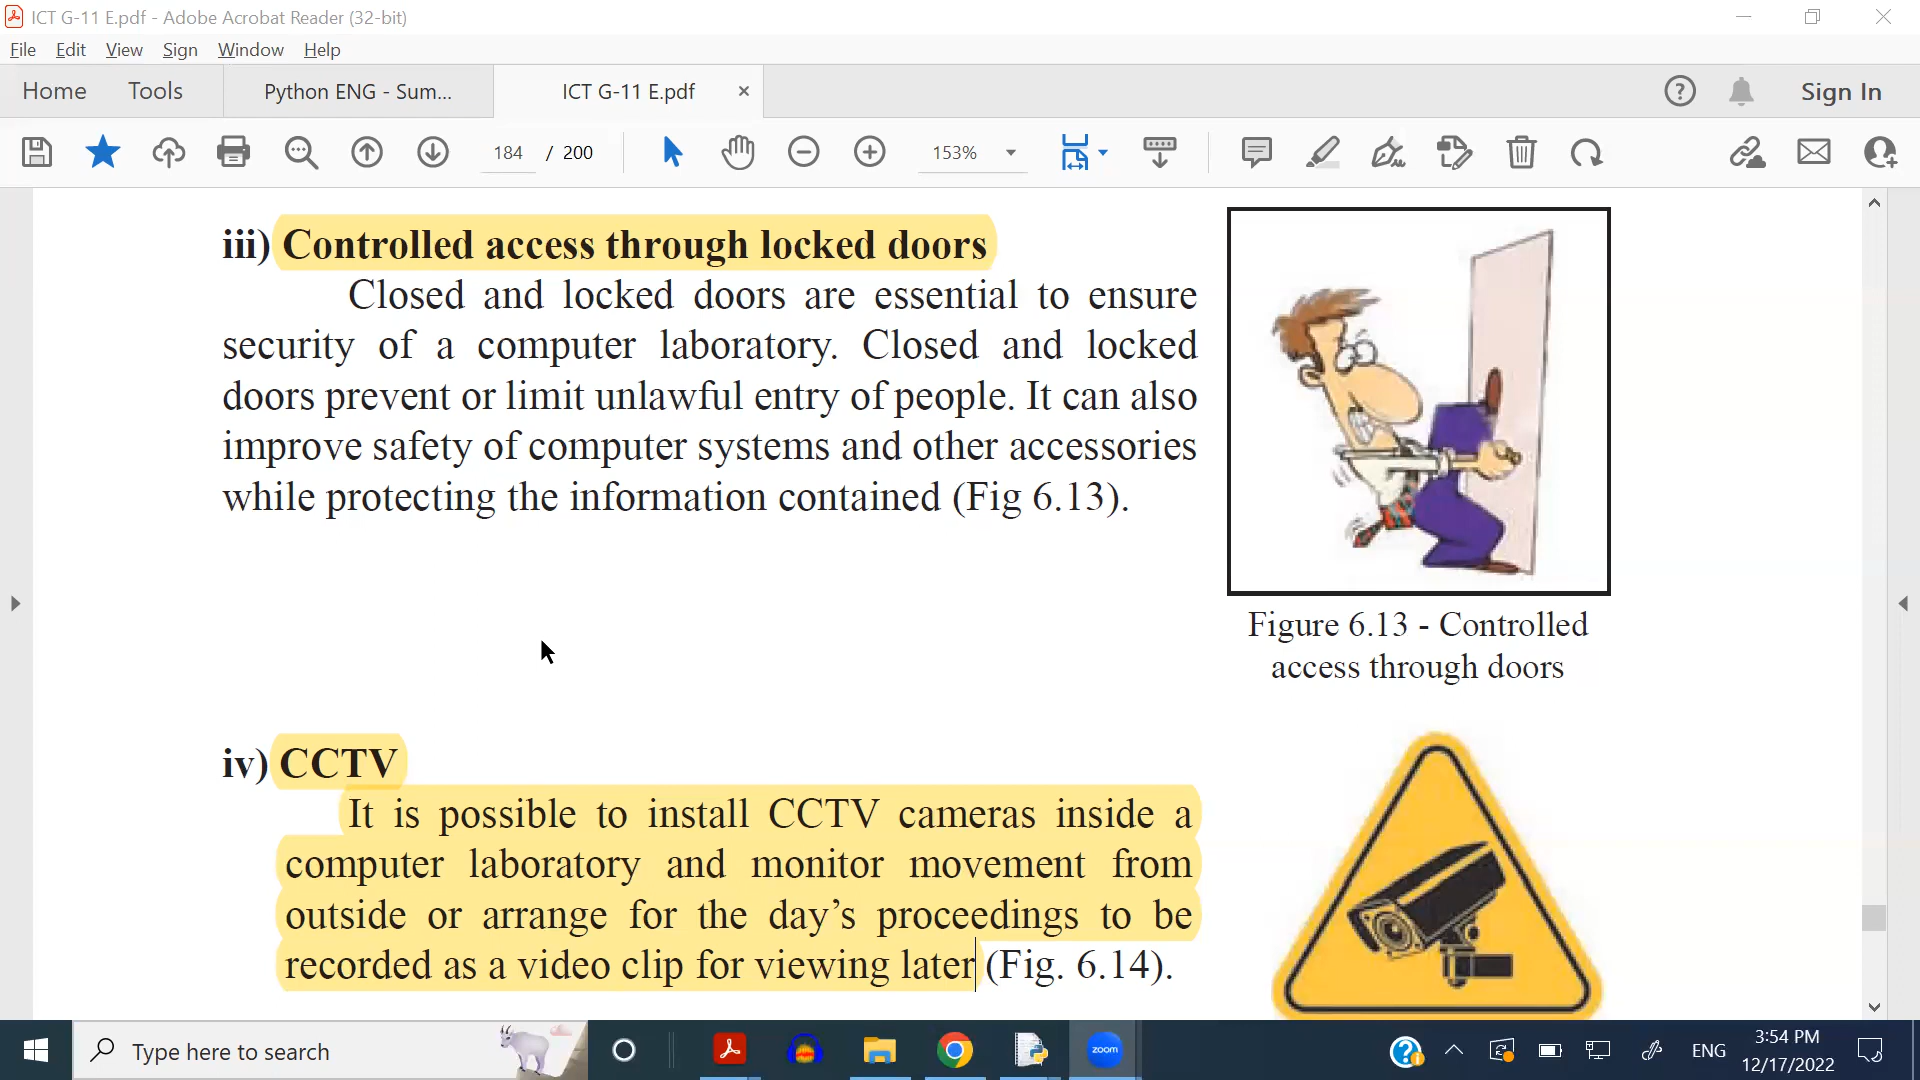 ICT G-11 E.pdf - Adobe Acrobat Reader (32-bit)
File Edit View Sign Window Help
Home Tools Python ENG - Sum... ICT G-11 E.pdf × Sign In
184 / 200 153%
iii) Controlled access through locked doors
Closed and locked doors are essential to ensure
security of a computer laboratory. Closed and locked
doors prevent or limit unlawful entry of people. It can also
improve safety of computer systems and other accessories
while protecting the information contained (Fig 6.13).
Figure 6.13 - Controlled
access through doors
iv) CCTV
It is possible to install CCTV cameras inside a
computer laboratory and monitor movement from
outside or arrange for the day’s proceedings to be
recorded as a video clip for viewing later (Fig. 6.14).
Type here to search
zoom
ENG
3:54 PM
12/17/2022